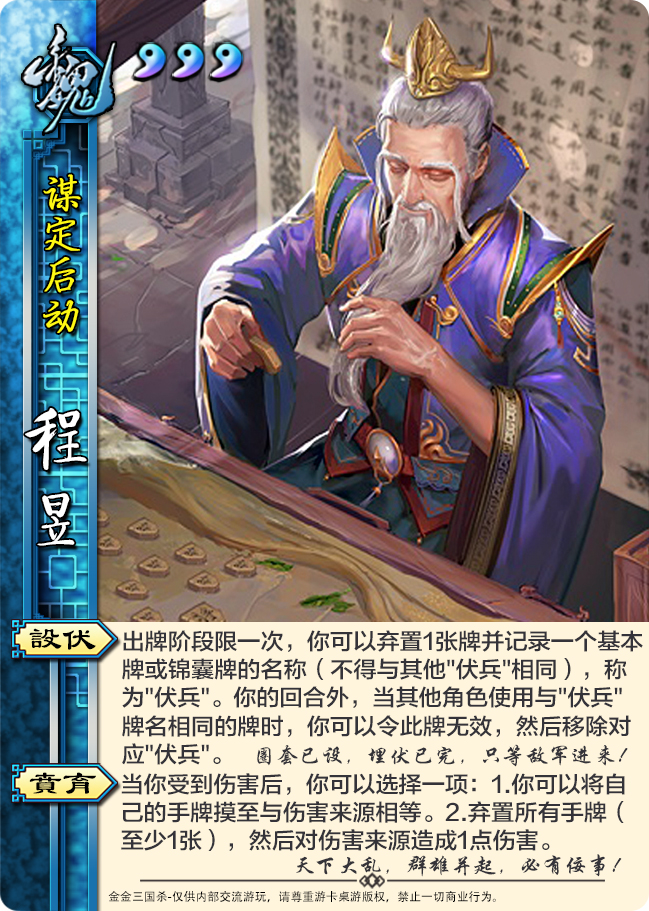 魏
谋定后动
程昱
設伏
出牌阶段限一次，你可以弃置1张牌并记录一个基本
牌或锦囊牌的名称（不得与其他"伏兵"相同），称
为"伏兵"。你的回合外，当其他角色使用与"伏兵"
牌名相同的牌时，你可以令此牌无效，然后移除对
应"伏兵"。 圈套已设，埋伏已完，只等敌军进来！
賁育
当你受到伤害后，你可以选择一项：1.你可以将自
己的手牌摸至与伤害来源相等。2.弃置所有手牌（
至少1张），然后对伤害来源造成1点伤害。
天下大乱，群雄并起，必有佞事！
金金三国杀-仅供内部交流游玩，请尊重游卡桌游版权，禁止一切商业行为。